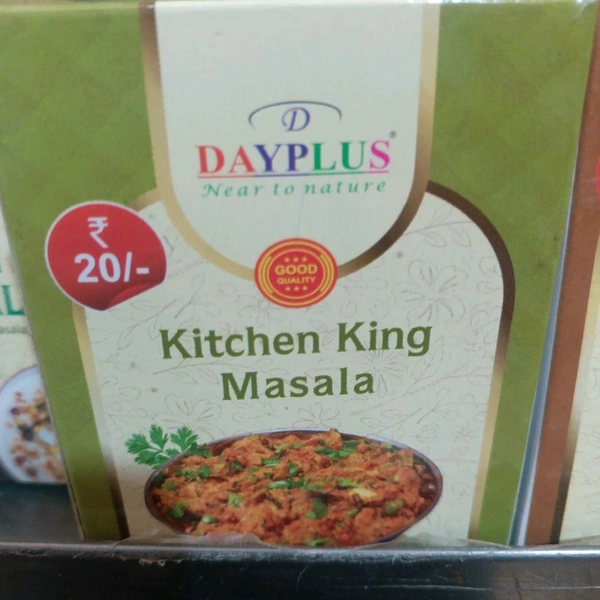 D
DAYPLUS®
Near to nature
₹
20/-
GOOD
QUALITY
Kitchen King
Masala